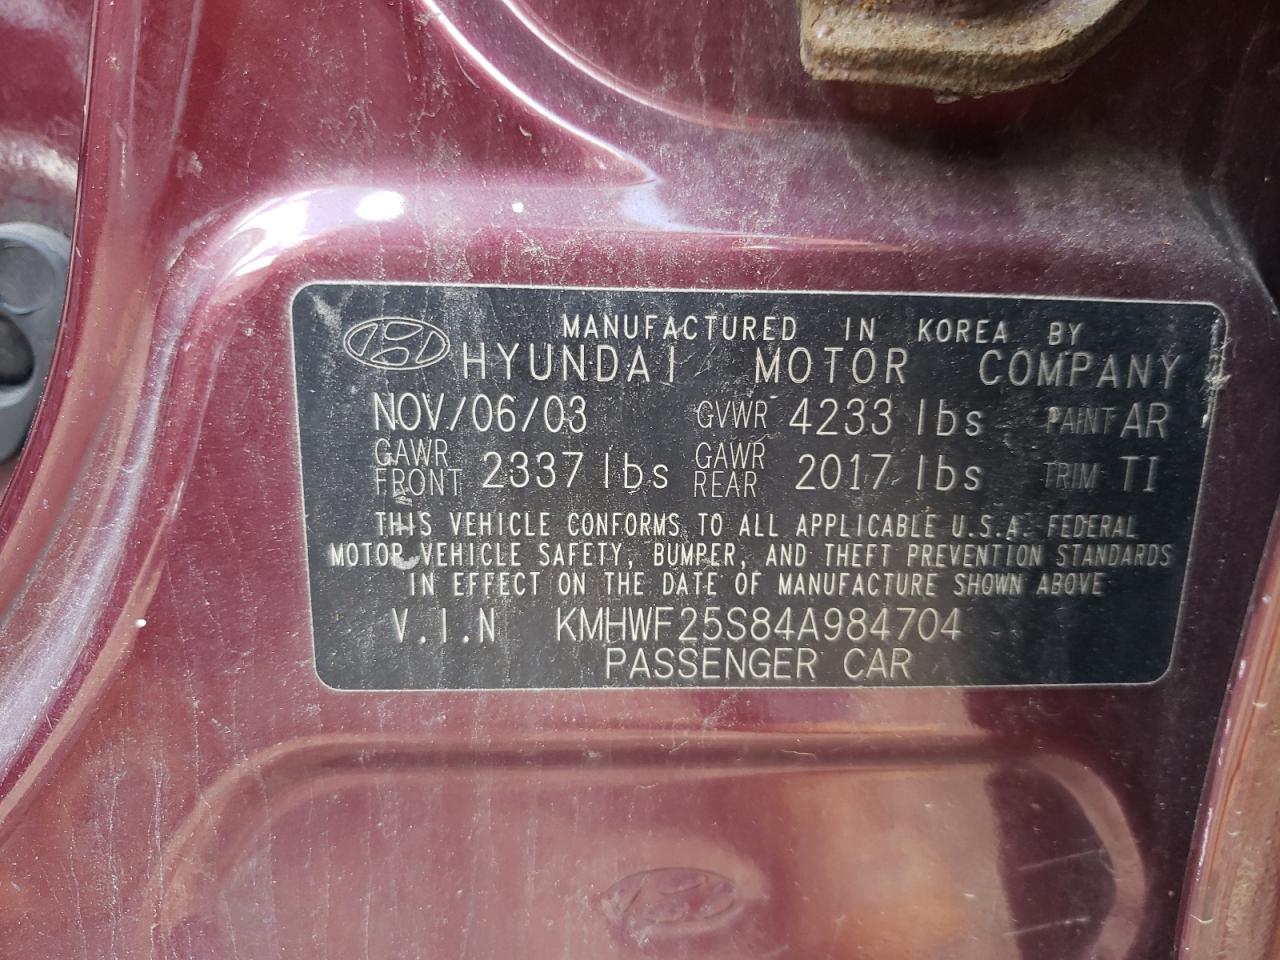 MANUFACTURED IN KOREA BY
HYUNDAI MOTOR COMPANY
NOV/06/03 GVWR 4233 lbs PAINT AR
GAWR FRONT 2337 lbs GAWR REAR 2017 lbs TRIM TI
THIS VEHICLE CONFORMS TO ALL APPLICABLE U.S.A. FEDERAL
MOTOR VEHICLE SAFETY, BUMPER, AND THEFT PREVENTION STANDARDS
IN EFFECT ON THE DATE OF MANUFACTURE SHOWN ABOVE
V.I.N KMHWF25S84A984704
PASSENGER CAR